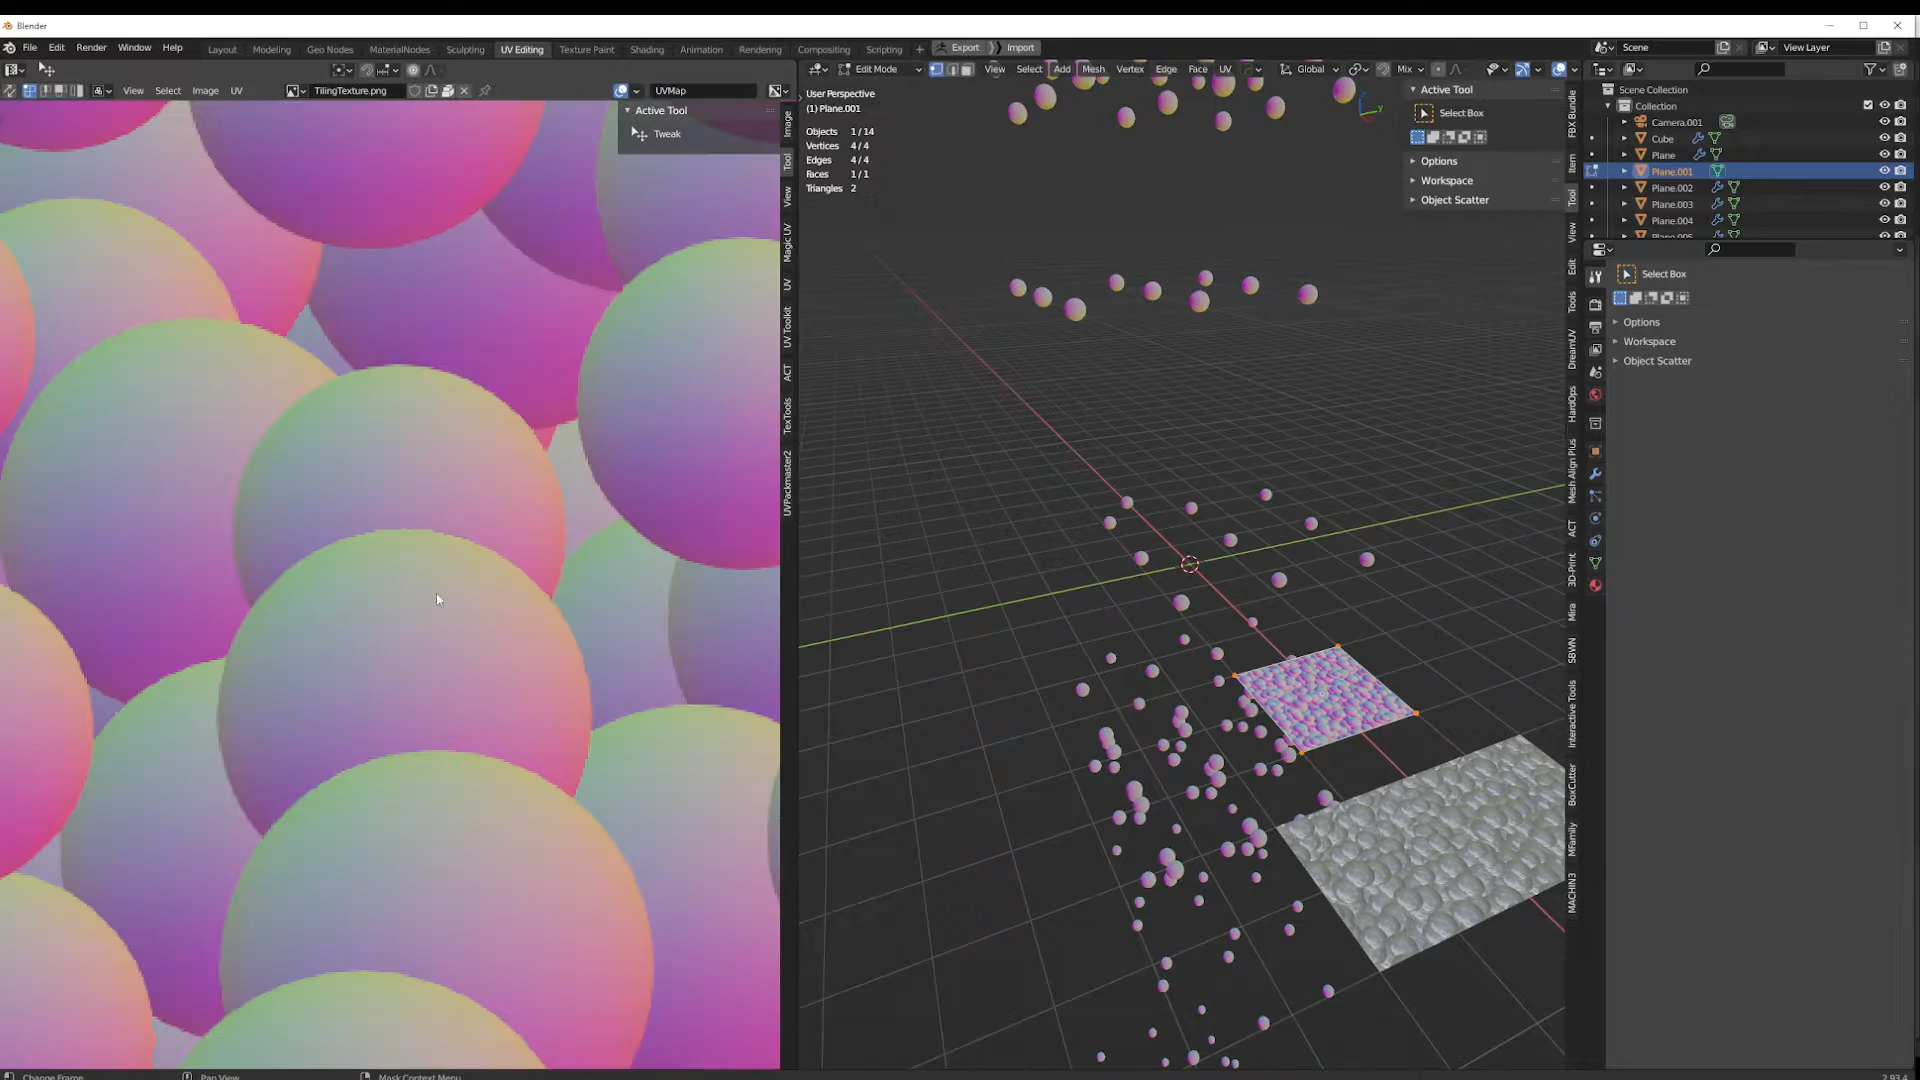 Blender
File Edit Render Window Help
Layout Modeling Geo Nodes MaterialNodes Sculpting UV Editing Texture Paint Shading Animation Rendering Compositing Scripting + Export Import
Scene View Layer
Edit Mode View Select Add Mesh Vertex Edge Face UV Global Mix
View Select Image UV TilingTexture.png UVMap
Active Tool
Tweak
Image
Tool
View
Magic UV
UV
UV Toolkit
ACT
TexTools
UVPackmaster2
User Perspective
(1) Plane.001
Objects 1 / 14
Vertices 4 / 4
Edges 4 / 4
Faces 1 / 1
Triangles 2
Y
Active Tool
Select Box
Options
Workspace
Object Scatter
FBX Bundle
Item
Tool
View
Edit
Tools
DreamUV
HardOps
Mesh Align Plus
ACT
3D-Print
Mira
SBWN
Interactive Tools
BoxCutter
MFamily
MACHIN3
Scene Collection
Collection
Camera.001
Cube
Plane
Plane.001
Plane.002
Plane.003
Plane.004
Plane.005
Select Box
Options
Workspace
Object Scatter
Change Frame Pan View Mask Context Menu 2.93.4